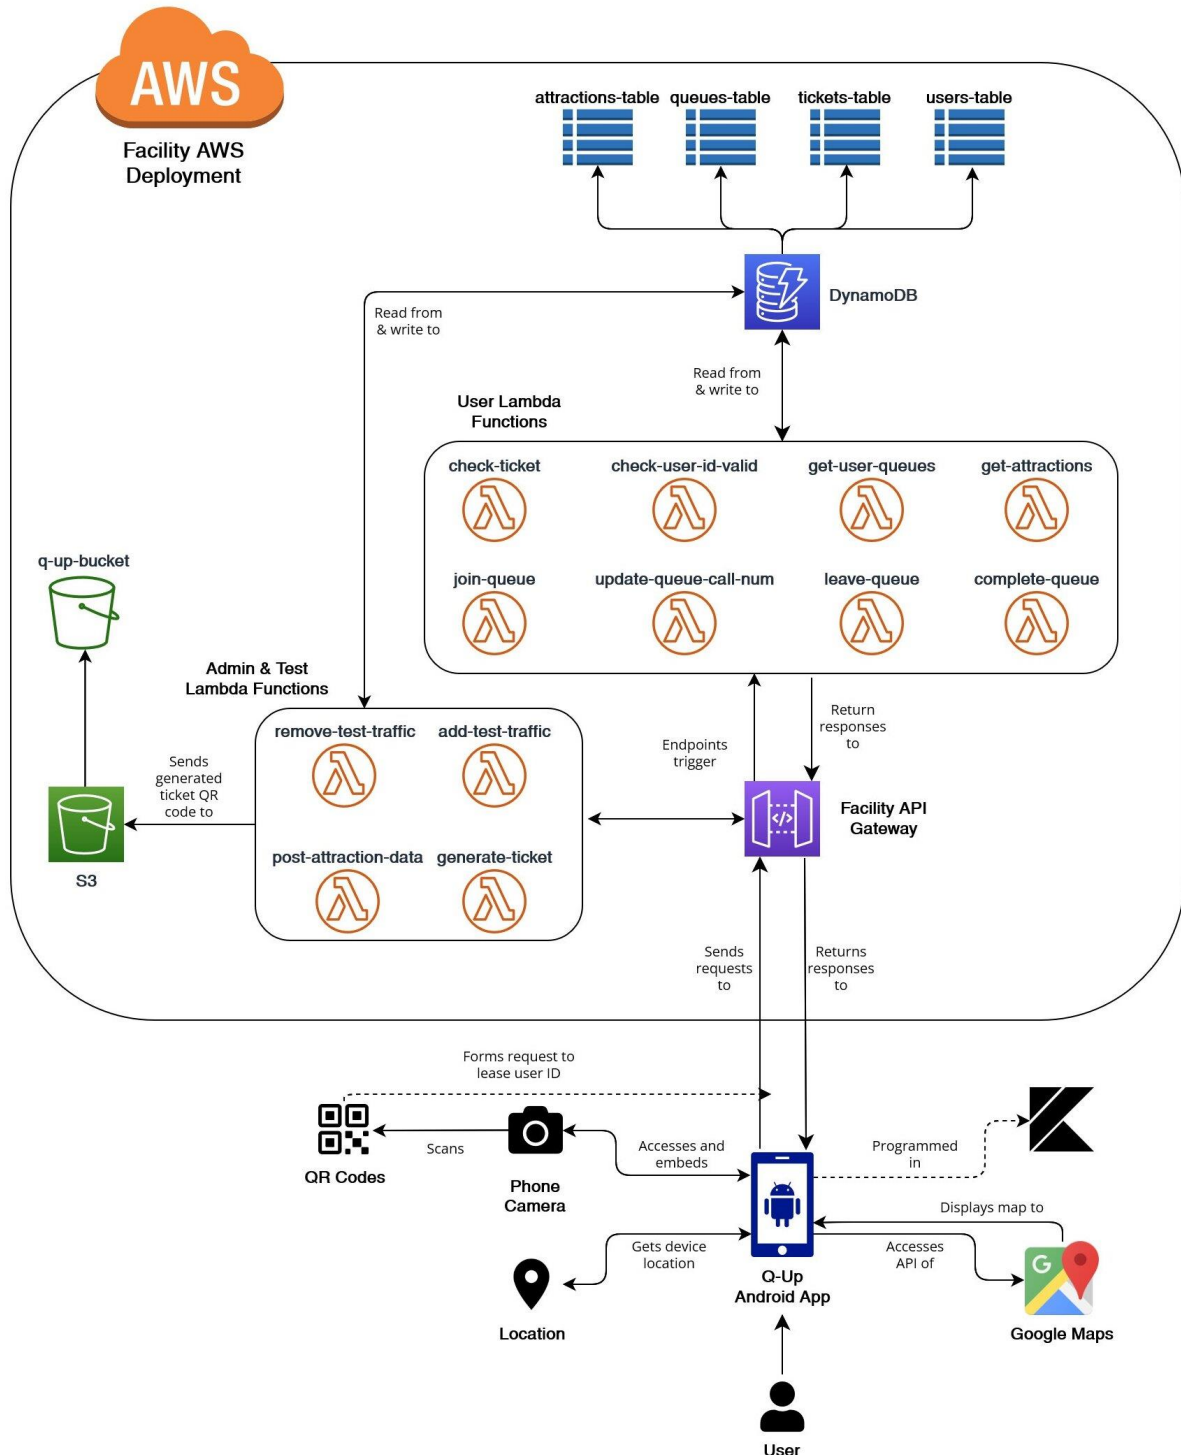 AWS
Facility AWS
Deployment
attractions-table
queues-table
tickets-table
users-table
DynamoDB
Read from
& write to
Read from
& write to
User Lambda
Functions
check-ticket
check-user-id-valid
get-user-queues
get-attractions
join-queue
update-queue-call-num
leave-queue
complete-queue
q-up-bucket
Admin & Test
Lambda Functions
remove-test-traffic
add-test-traffic
post-attraction-data
generate-ticket
Sends
generated
ticket QR
code to
S3
Endpoints
trigger
Return
responses
to
</>
Facility API
Gateway
Sends
requests
to
Returns
responses
to
Forms request to
lease user ID
QR Codes
Scans
Phone
Camera
Accesses and
embeds
Programmed
in
Displays map to
Gets device
location
Accesses
API of
G
Location
Q-Up
Android App
Google Maps
User